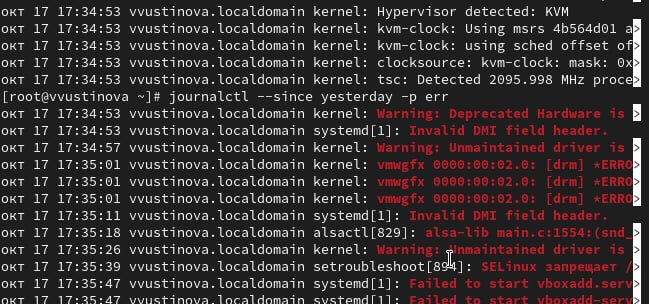 окт 17 17:34:53 vvustinova.localdomain kernel: Hypervisor detected: KVM
окт 17 17:34:53 vvustinova.localdomain kernel: kvm-clock: Using msrs 4b564d01 a>
окт 17 17:34:53 vvustinova.localdomain kernel: kvm-clock: using sched offset of>
окт 17 17:34:53 vvustinova.localdomain kernel: clocksource: kvm-clock: mask: 0x>
окт 17 17:34:53 vvustinova.localdomain kernel: tsc: Detected 2095.998 MHz proce>
[root@vvustinova ~]# journalctl --since yesterday -p err
окт 17 17:34:53 vvustinova.localdomain kernel: Warning: Deprecated Hardware is >
окт 17 17:34:53 vvustinova.localdomain systemd[1]: Invalid DMI field header.
окт 17 17:34:57 vvustinova.localdomain kernel: Warning: Unmaintained driver is >
окт 17 17:35:01 vvustinova.localdomain kernel: vmwgfx 0000:00:02.0: [drm] *ERRO>
окт 17 17:35:01 vvustinova.localdomain kernel: vmwgfx 0000:00:02.0: [drm] *ERRO>
окт 17 17:35:01 vvustinova.localdomain kernel: vmwgfx 0000:00:02.0: [drm] *ERRO>
окт 17 17:35:11 vvustinova.localdomain systemd[1]: Invalid DMI field header.
окт 17 17:35:18 vvustinova.localdomain alsactl[829]: alsa-lib main.c:1554:(snd_>
окт 17 17:35:26 vvustinova.localdomain kernel: Warning: Unmaintained driver is >
окт 17 17:35:39 vvustinova.localdomain setroubleshoot[894]: SELinux запрещает />
окт 17 17:35:47 vvustinova.localdomain systemd[1]: Failed to start vboxadd.serv>
окт 17 17:35:47 vvustinova.localdomain systemd[1]: Failed to start vboxadd-serv>